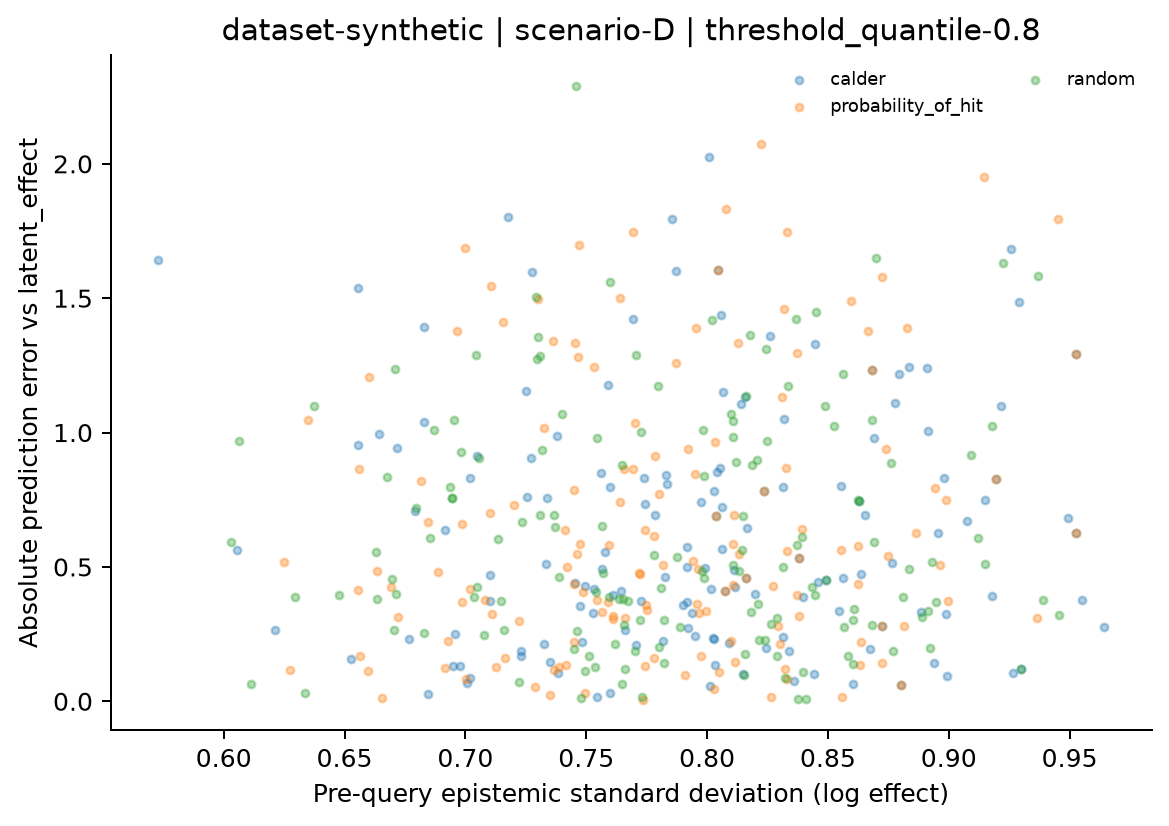 dataset-synthetic | scenario-D | threshold_quantile-0.8
calder
probability_of_hit
random
Absolute prediction error vs latent_effect
2.0
1.5
1.0
0.5
0.0
0.60 0.65 0.70 0.75 0.80 0.85 0.90 0.95
Pre-query epistemic standard deviation (log effect)